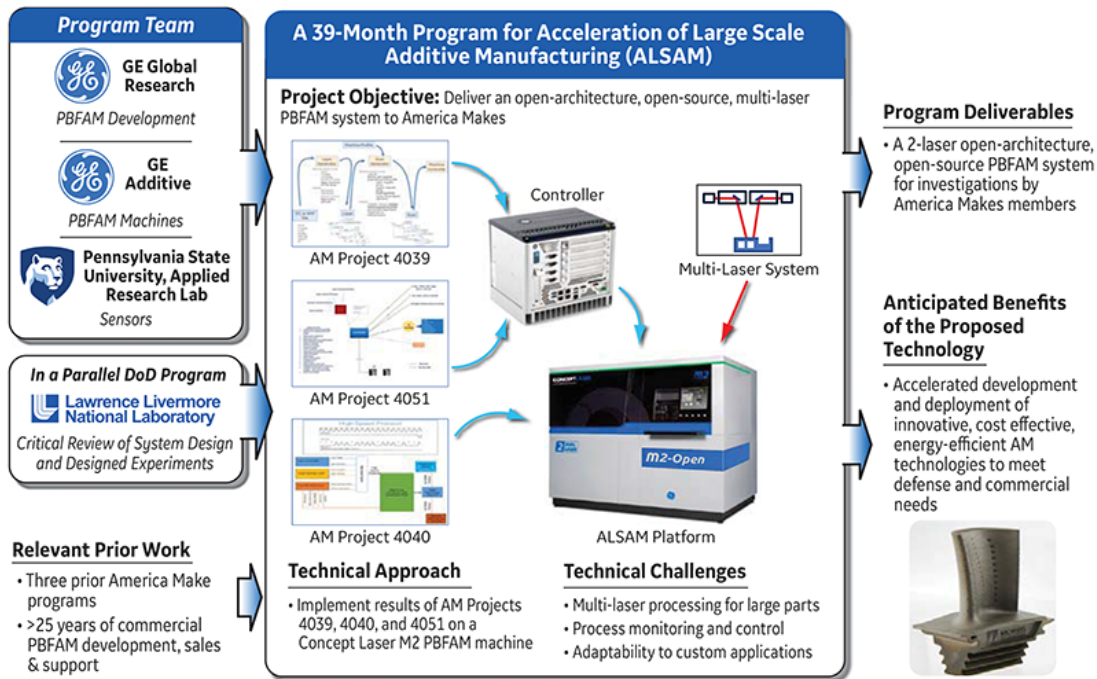 Program Team
GE Global
Research
PBFAM Development
GE
Additive
PBFAM Machines
Pennsylvania State
University, Applied
Research Lab
Sensors
In a Parallel DoD Program
Lawrence Livermore
National Laboratory
Critical Review of System Design
and Designed Experiments
Relevant Prior Work
• Three prior America Make
programs
• >25 years of commercial
PBFAM development, sales
& support
A 39-Month Program for Acceleration of Large Scale
Additive Manufacturing (ALSAM)
Project Objective: Deliver an open-architecture, open-source, multi-laser
PBFAM system to America Makes
AM Project 4039
AM Project 4051
AM Project 4040
Controller
Multi-Laser System
m2-Open
ALSAM Platform
Technical Approach
• Implement results of AM Projects
4039, 4040, and 4051 on a
Concept Laser M2 PBFAM machine
Technical Challenges
• Multi-laser processing for large parts
• Process monitoring and control
• Adaptability to custom applications
Program Deliverables
• A 2-laser open-architecture,
open-source PBFAM system
for investigations by
America Makes members
Anticipated Benefits
of the Proposed
Technology
• Accelerated development
and deployment of
innovative, cost effective,
energy-efficient AM
technologies to meet
defense and commercial
needs